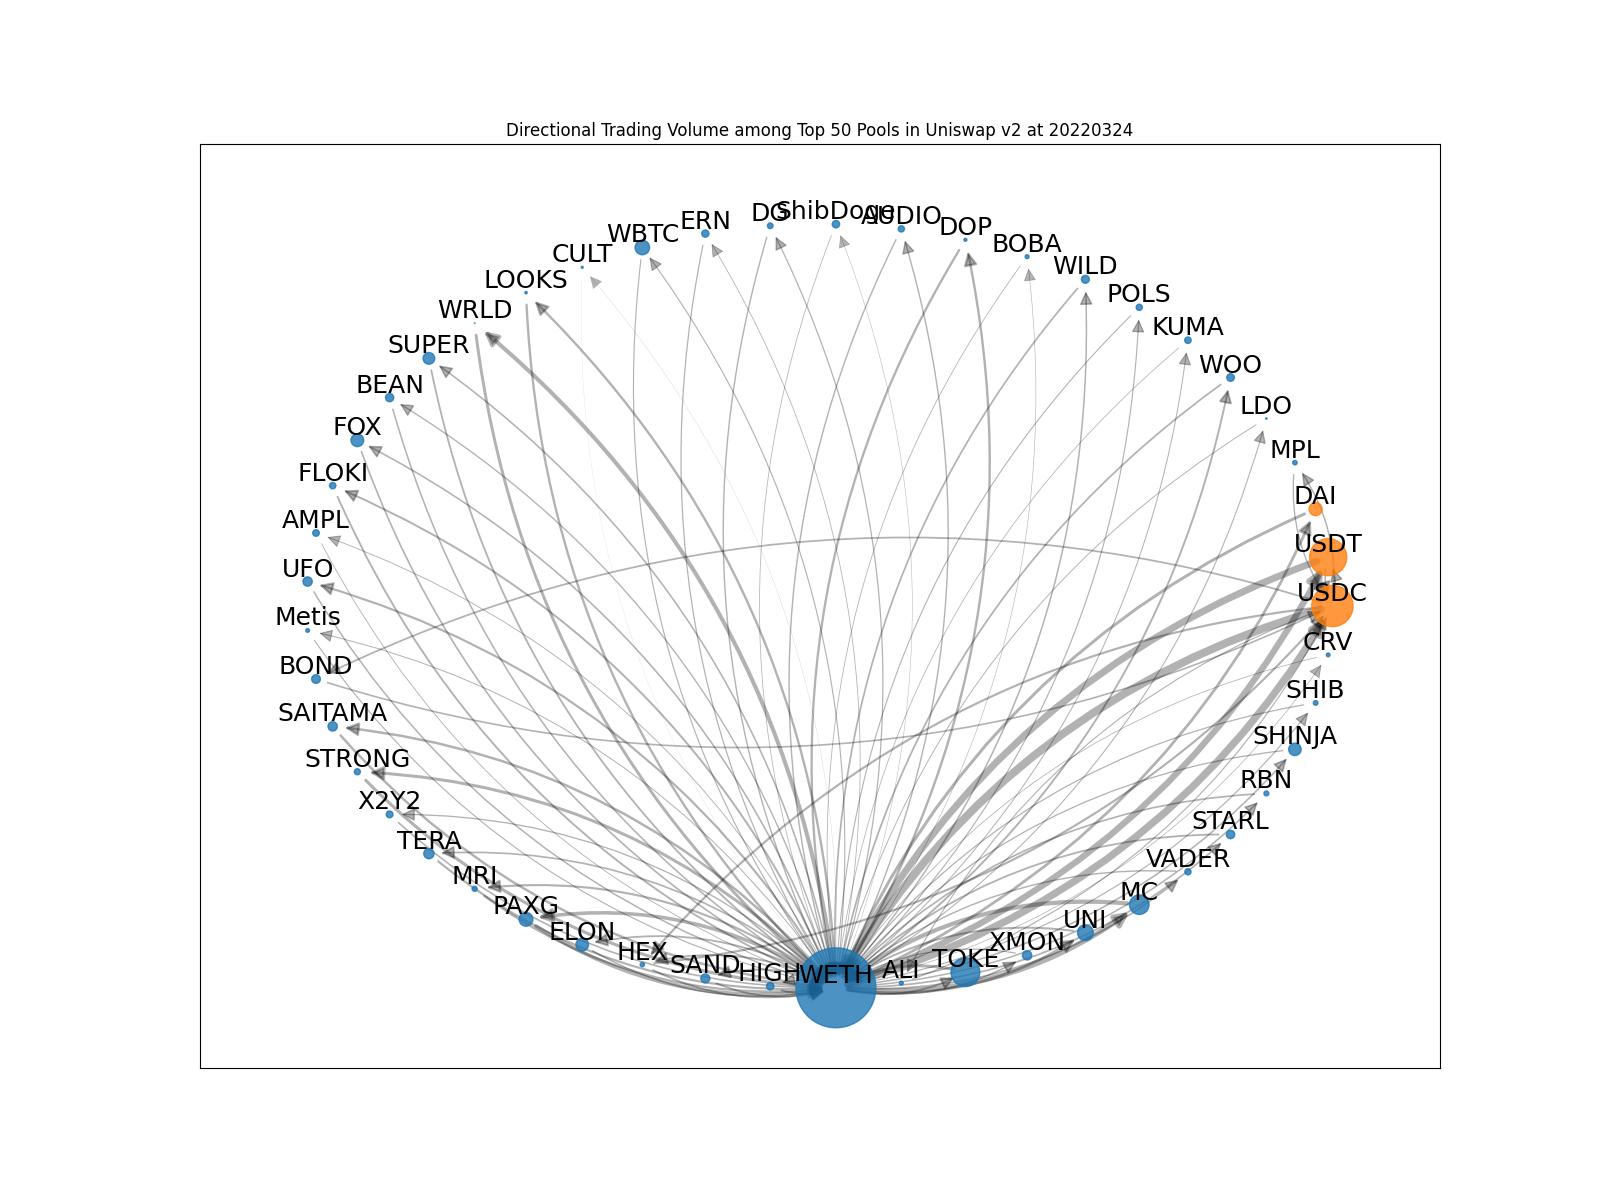 Directional Trading Volume among Top 50 Pools in Uniswap v2 at 20220324
ShibDoge
DG
AUDIO
ERN
DOP
WBTC
BOBA
CULT
WILD
LOOKS
POLS
WRLD
KUMA
SUPER
WOO
BEAN
LDO
FOX
MPL
FLOKI
DAI
AMPL
USDT
UFO
USDC
Metis
CRV
BOND
SHIB
SAITAMA
SHINJA
STRONG
RBN
X2Y2
STARL
TERA
VADER
MRI
MC
PAXG
UNI
ELON
XMON
HEX
TOKE
SAND
ALI
HIGH
WETH